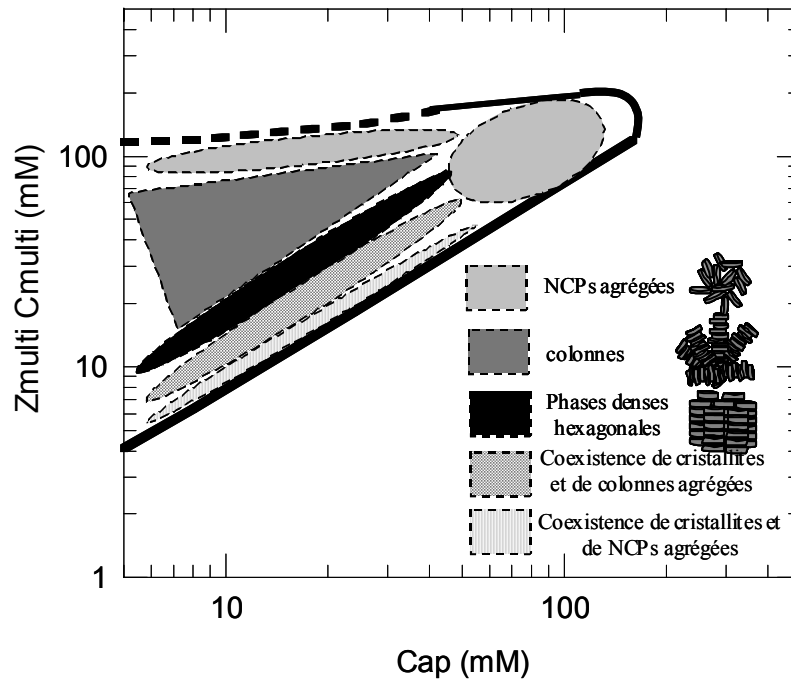 Zmulti Cmulti (mM)
100
10
1
10
100
Cap (mM)
NCPs agrégées
colonnes
Phases denses
hexagonales
Coexistence de cristallites
et de colonnes agrégées
Coexistence de cristallites et
de NCPs agrégées